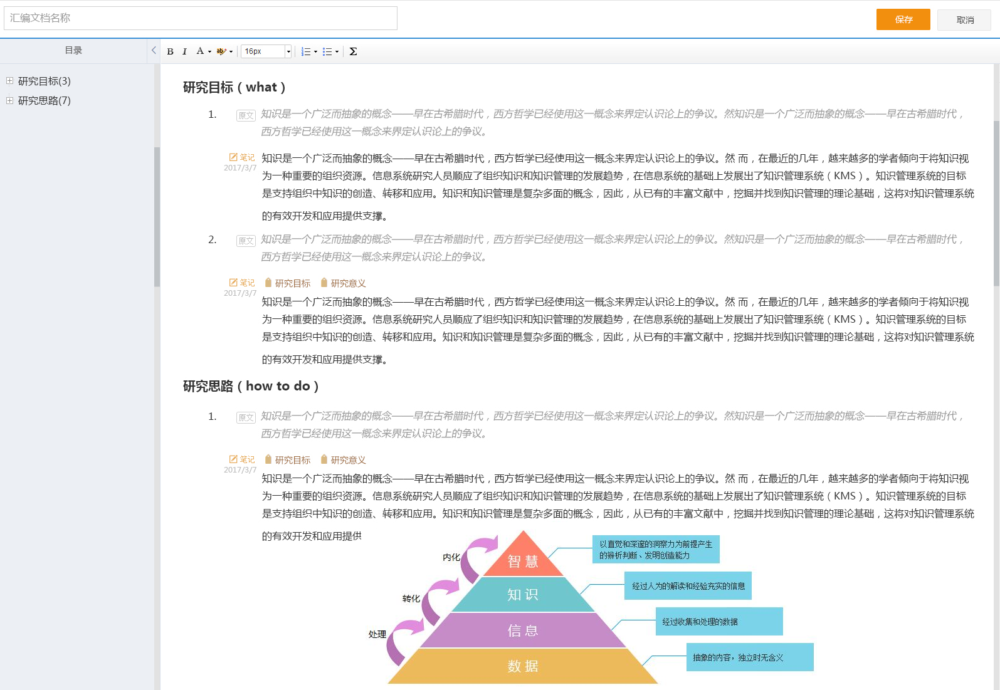 汇编文档名称
保存
取消
目录
B I A ab 16px Σ
研究目标(3)
研究思路(7)
研究目标（what）
1.
原文
知识是一个广泛而抽象的概念——早在古希腊时代，西方哲学已经使用这一概念来界定认识论上的争议。然知识是一个广泛而抽象的概念——早在古希腊时代，
西方哲学已经使用这一概念来界定认识论上的争议。
笔记
2017/3/7
知识是一个广泛而抽象的概念——早在古希腊时代，西方哲学已经使用这一概念来界定认识论上的争议。然 而，在最近的几年，越来越多的学者倾向于将知识视
为一种重要的组织资源。信息系统研究人员顺应了组织知识和知识管理的发展趋势，在信息系统的基础上发展出了知识管理系统（KMS）。知识管理系统的目标
是支持组织中知识的创造、转移和应用。知识和知识管理是复杂多面的概念，因此，从已有的丰富文献中，挖掘并找到知识管理的理论基础，这将对知识管理系统
的有效开发和应用提供支撑。
2.
原文
知识是一个广泛而抽象的概念——早在古希腊时代，西方哲学已经使用这一概念来界定认识论上的争议。然知识是一个广泛而抽象的概念——早在古希腊时代，
西方哲学已经使用这一概念来界定认识论上的争议。
笔记
2017/3/7
研究目标 研究意义
知识是一个广泛而抽象的概念——早在古希腊时代，西方哲学已经使用这一概念来界定认识论上的争议。然 而，在最近的几年，越来越多的学者倾向于将知识视
为一种重要的组织资源。信息系统研究人员顺应了组织知识和知识管理的发展趋势，在信息系统的基础上发展出了知识管理系统（KMS）。知识管理系统的目标
是支持组织中知识的创造、转移和应用。知识和知识管理是复杂多面的概念，因此，从已有的丰富文献中，挖掘并找到知识管理的理论基础，这将对知识管理系统
的有效开发和应用提供支撑。
研究思路（how to do）
1.
原文
知识是一个广泛而抽象的概念——早在古希腊时代，西方哲学已经使用这一概念来界定认识论上的争议。然知识是一个广泛而抽象的概念——早在古希腊时代，
西方哲学已经使用这一概念来界定认识论上的争议。
笔记
2017/3/7
研究目标 研究意义
知识是一个广泛而抽象的概念——早在古希腊时代，西方哲学已经使用这一概念来界定认识论上的争议。然 而，在最近的几年，越来越多的学者倾向于将知识视
为一种重要的组织资源。信息系统研究人员顺应了组织知识和知识管理的发展趋势，在信息系统的基础上发展出了知识管理系统（KMS）。知识管理系统的目标
是支持组织中知识的创造、转移和应用。知识和知识管理是复杂多面的概念，因此，从已有的丰富文献中，挖掘并找到知识管理的理论基础，这将对知识管理系统
的有效开发和应用提供
内化
智慧
以直觉和深邃的洞察力为前提产生
的辨析判断、发明创造能力
转化
知识
经过人为的解读和经验充实的信息
处理
信息
经过收集和处理的数据
数据
抽象的内容，独立时无含义